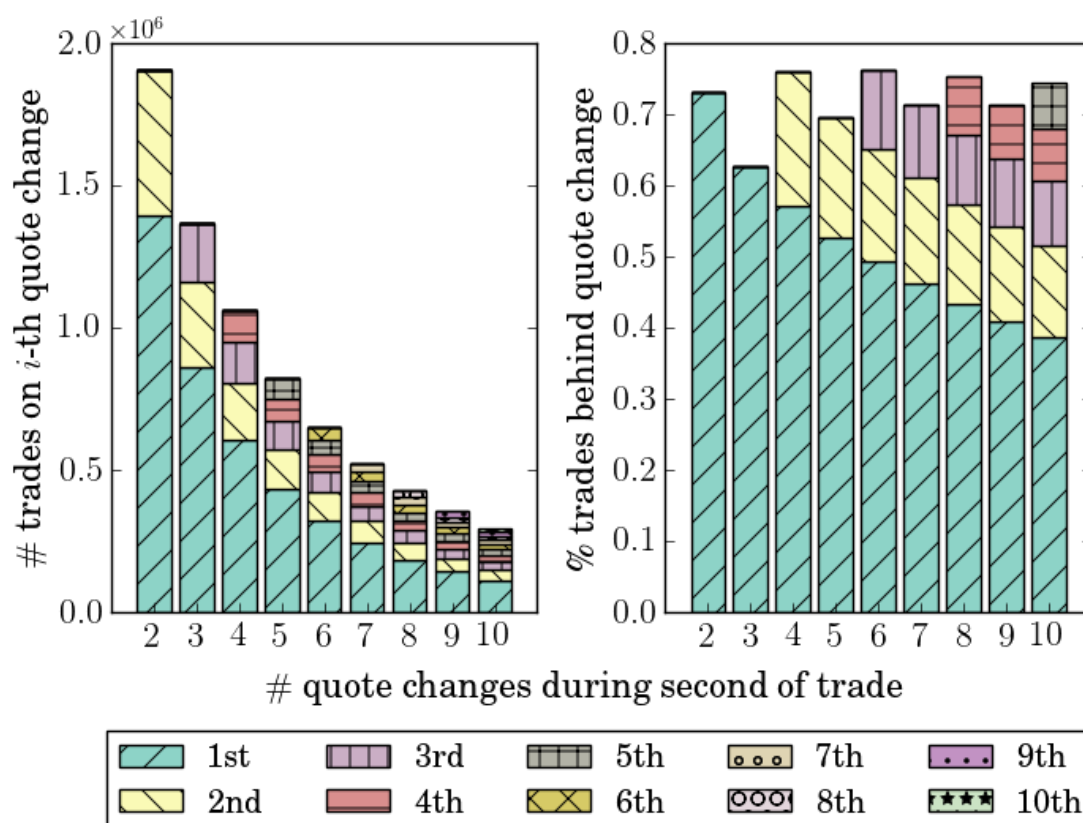 ×10⁶
# trades on i-th quote change
2.0
1.5
1.0
0.5
0.0
2 3 4 5 6 7 8 9 10
% trades behind quote change
0.8
0.7
0.6
0.5
0.4
0.3
0.2
0.1
0.0
2 3 4 5 6 7 8 9 10
# quote changes during second of trade
1st 3rd 5th 7th 9th
2nd 4th 6th 8th 10th